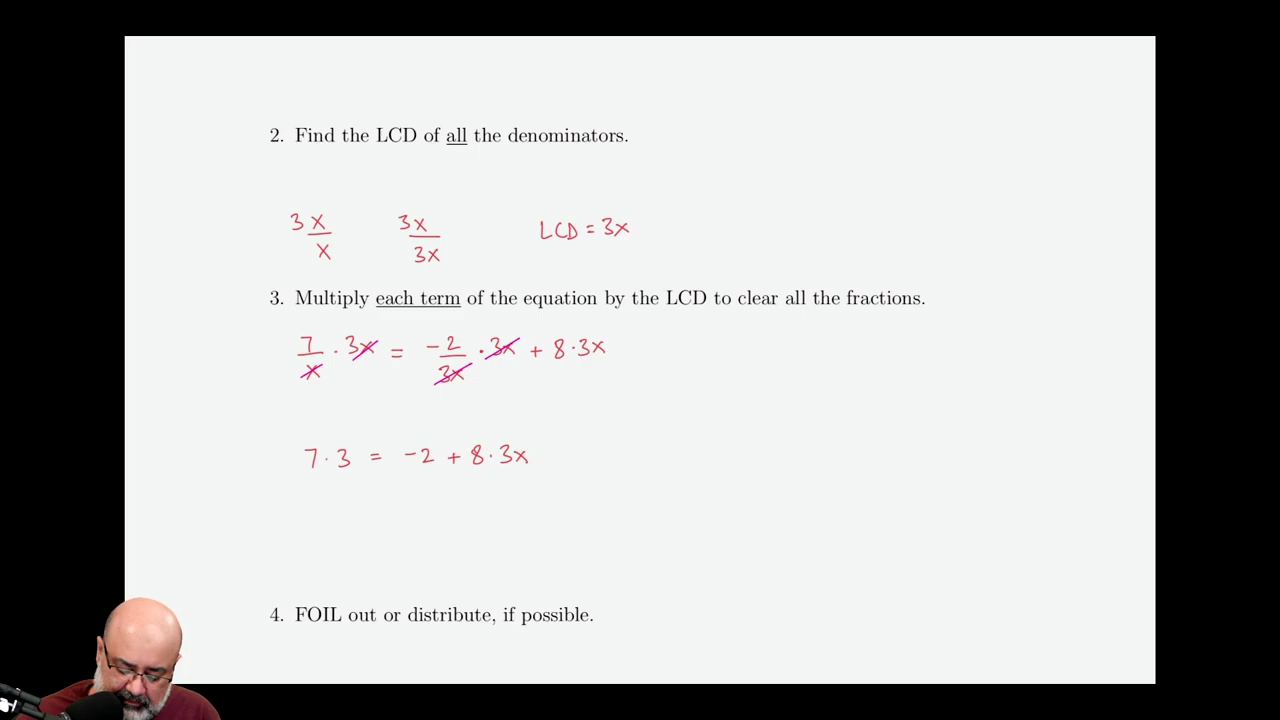 2. Find the LCD of all the denominators.
3x/x 3x/3x LCD = 3x
3. Multiply each term of the equation by the LCD to clear all the fractions.
7/x · 3x = -2/3x · 3x + 8·3x
7·3 = -2 + 8·3x
4. FOIL out or distribute, if possible.